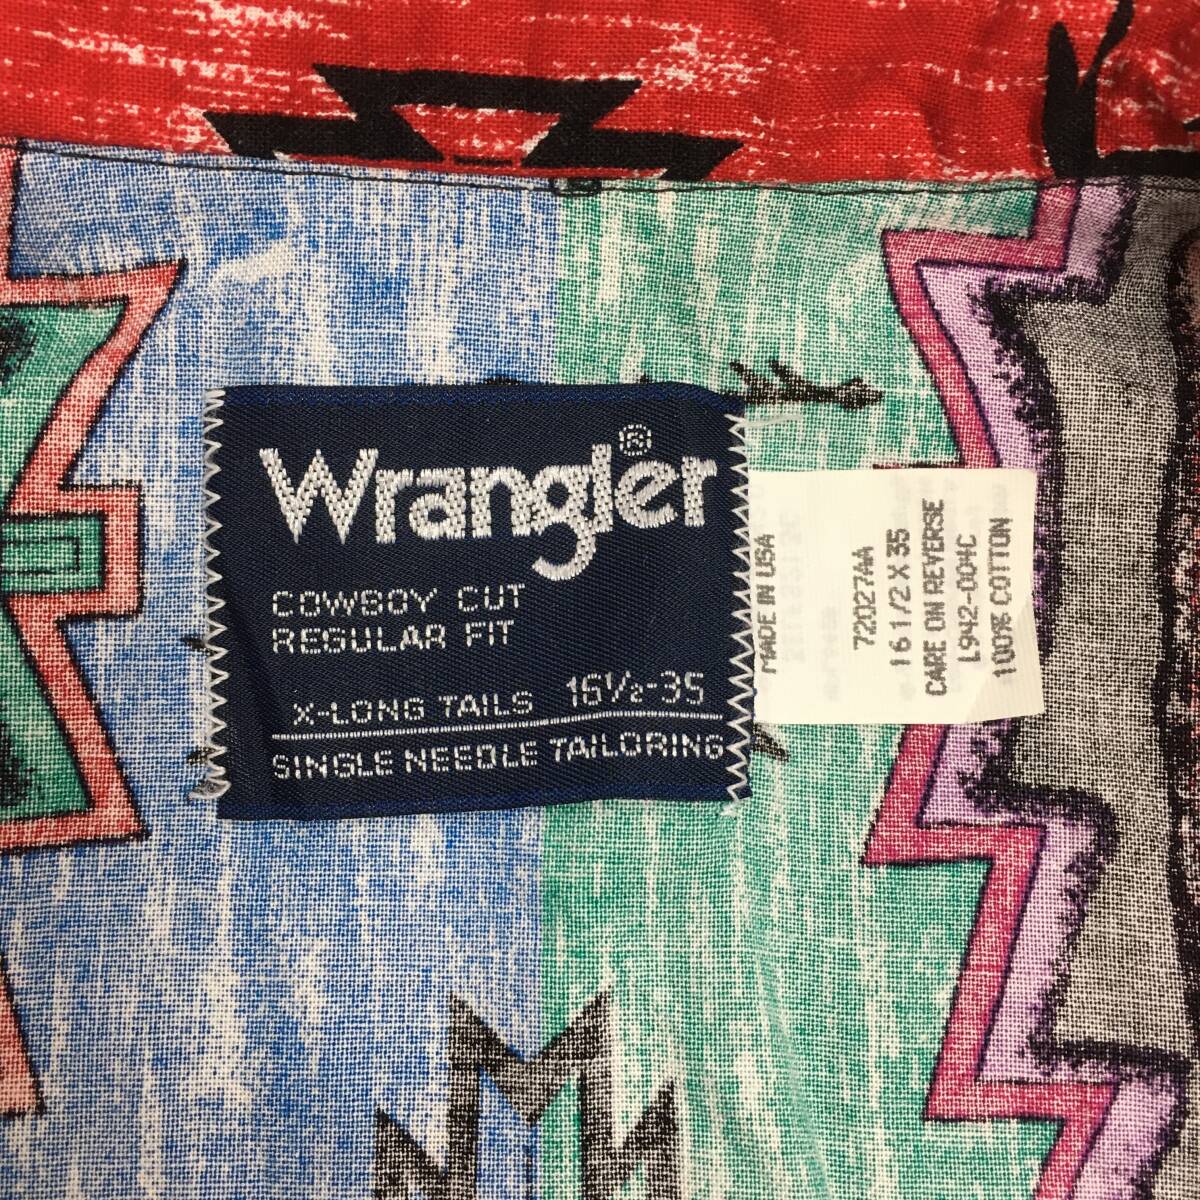 Wrangler®
COWBOY CUT
REGULAR FIT
X-LONG TAILS 16½-35
SINGLE NEEDLE TAILORING
MADE IN USA
72027AA
16 1/2 X 35
CARE ON REVERSE
L942-004C
100% COTTON